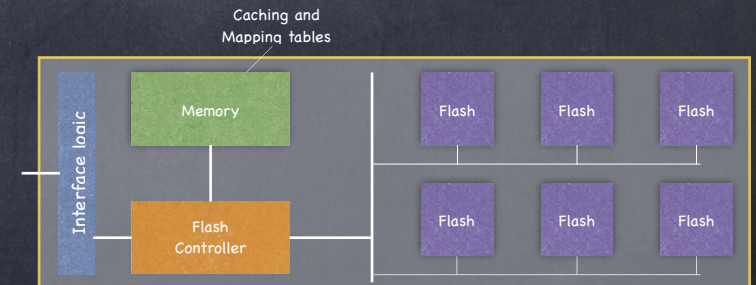 Caching and
Mapping tables
Interface logic
Memory
Flash
Controller
Flash
Flash
Flash
Flash
Flash
Flash